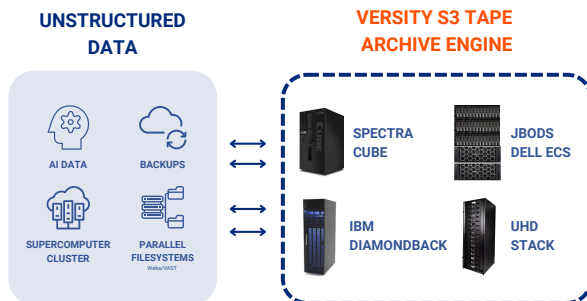 UNSTRUCTURED
DATA
VERSITY S3 TAPE
ARCHIVE ENGINE
AI DATA
BACKUPS
SUPERCOMPUTER
CLUSTER
PARALLEL
FILESYSTEMS
Weka/VAST
SPECTRA
CUBE
JBODS
DELL ECS
IBM
DIAMONDBACK
UHD
STACK
CUBE